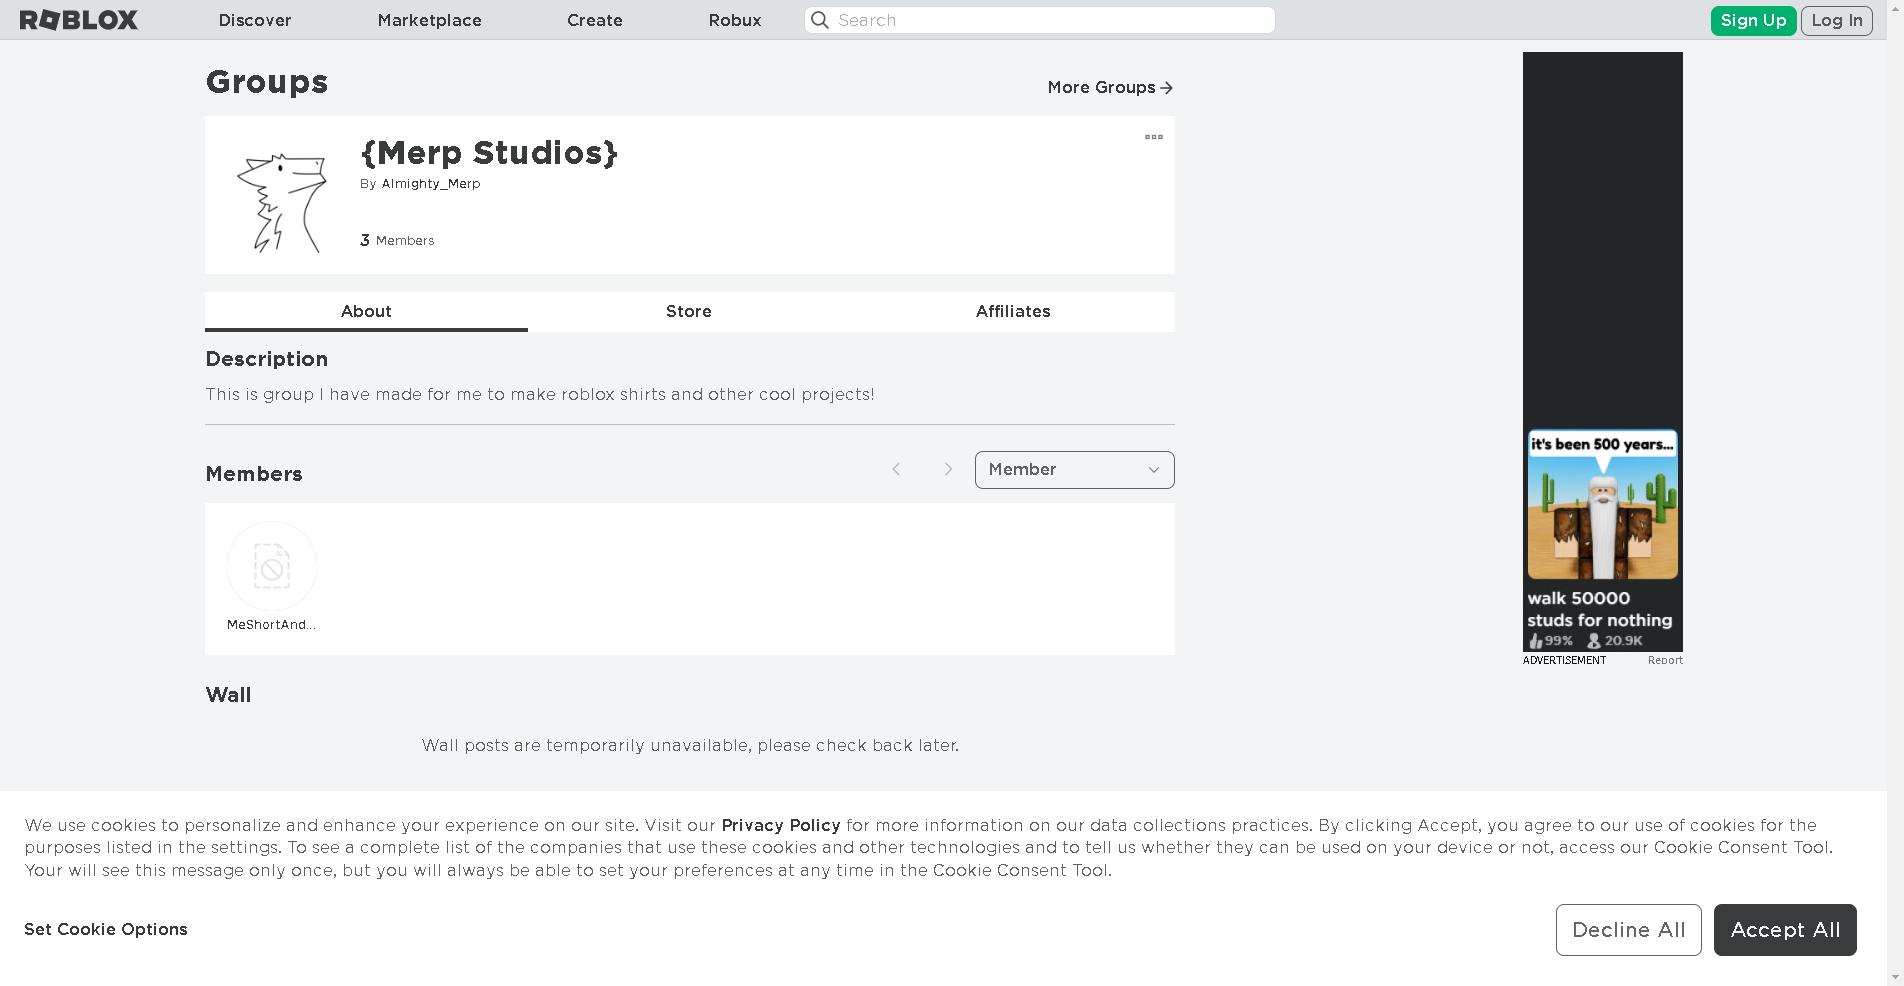 ROBLOX
Discover
Marketplace
Create
Robux
Search
Sign Up
Log In
Groups
More Groups
{Merp Studios}
By Almighty_Merp
3 Members
About
Store
Affiliates
Description
This is group I have made for me to make roblox shirts and other cool projects!
Members
Member
MeShortAnd...
Wall
Wall posts are temporarily unavailable, please check back later.
it's been 500 years...
walk 50000
studs for nothing
99% 20.9K
ADVERTISEMENT
Report
We use cookies to personalize and enhance your experience on our site. Visit our Privacy Policy for more information on our data collections practices. By clicking Accept, you agree to our use of cookies for the
purposes listed in the settings. To see a complete list of the companies that use these cookies and other technologies and to tell us whether they can be used on your device or not, access our Cookie Consent Tool.
Your will see this message only once, but you will always be able to set your preferences at any time in the Cookie Consent Tool.
Set Cookie Options
Decline All
Accept All